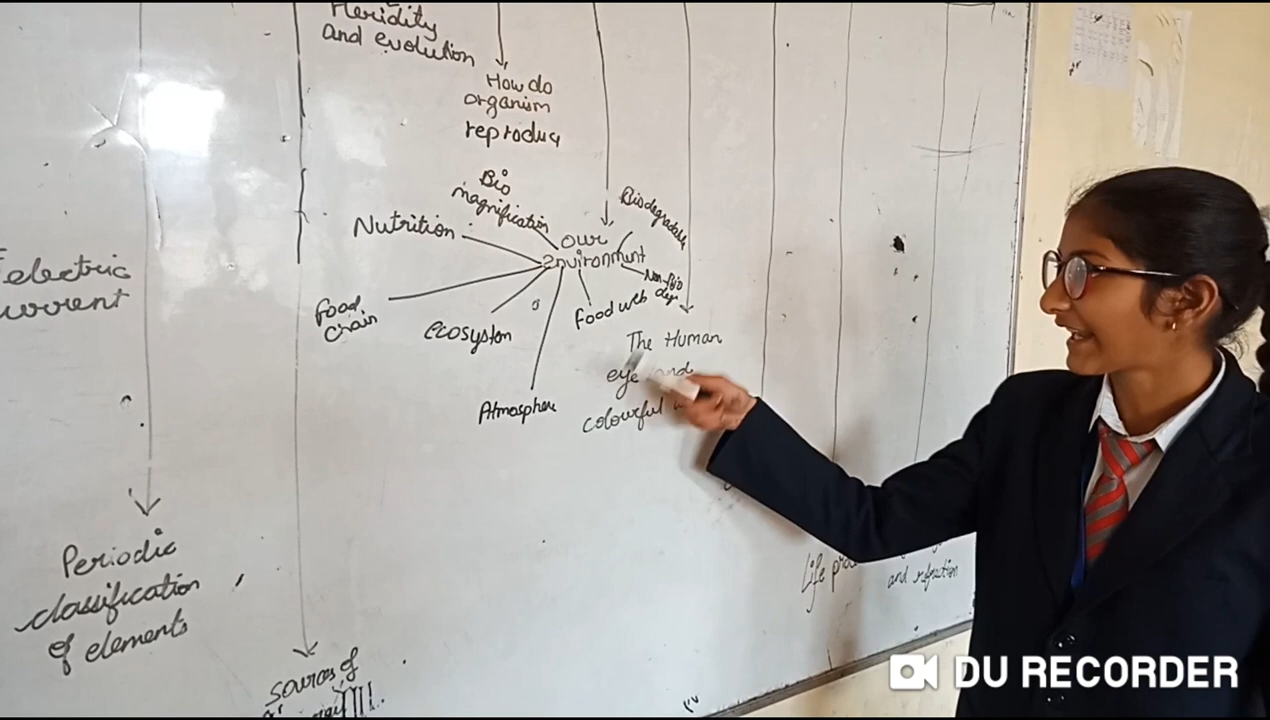 Heridity
and evolution
How do
organism
reproduce
Bio
magnification
Biodegradable
Nutrition
our
Environment
Non-Bio
deg
electric
current
Food
chain
ecosystem
Food web
The Human
eye and
colourful
Atmosphere
Periodic
classification
of elements
Life
and refraction
sources of
DU RECORDER